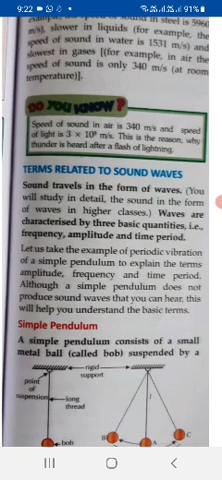 9:22
91%
m/s), slower in liquids (for example, the
speed of sound in water is 1531 m/s) and
slowest in gases [(for example, in air the
speed of sound is only 340 m/s (at room
temperature)].
DO YOU KNOW?
Speed of sound in air is 340 m/s and speed
of light is 3 × 10⁸ m/s. This is the reason, why
thunder is heard after a flash of lightning.
TERMS RELATED TO SOUND WAVES
Sound travels in the form of waves. (You
will study in detail, the sound in the form
of waves in higher classes.) Waves are
characterised by three basic quantities, i.e.,
frequency, amplitude and time period.
Let us take the example of periodic vibration
of a simple pendulum to explain the terms
amplitude, frequency and time period.
Although a simple pendulum does not
produce sound waves that you can hear, this
will help you understand the basic terms.
Simple Pendulum
A simple pendulum consists of a small
metal ball (called bob) suspended by a
rigid
support
point
of
suspension
long
thread
l
bob
B
A
C